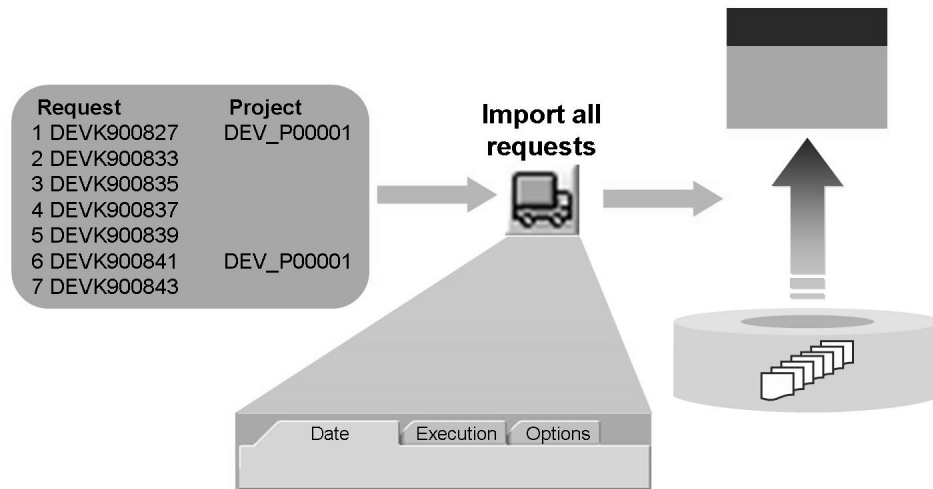 Request Project
1 DEVK900827 DEV_P00001
2 DEVK900833
3 DEVK900835
4 DEVK900837
5 DEVK900839
6 DEVK900841 DEV_P00001
7 DEVK900843
Import all
requests
Date Execution Options